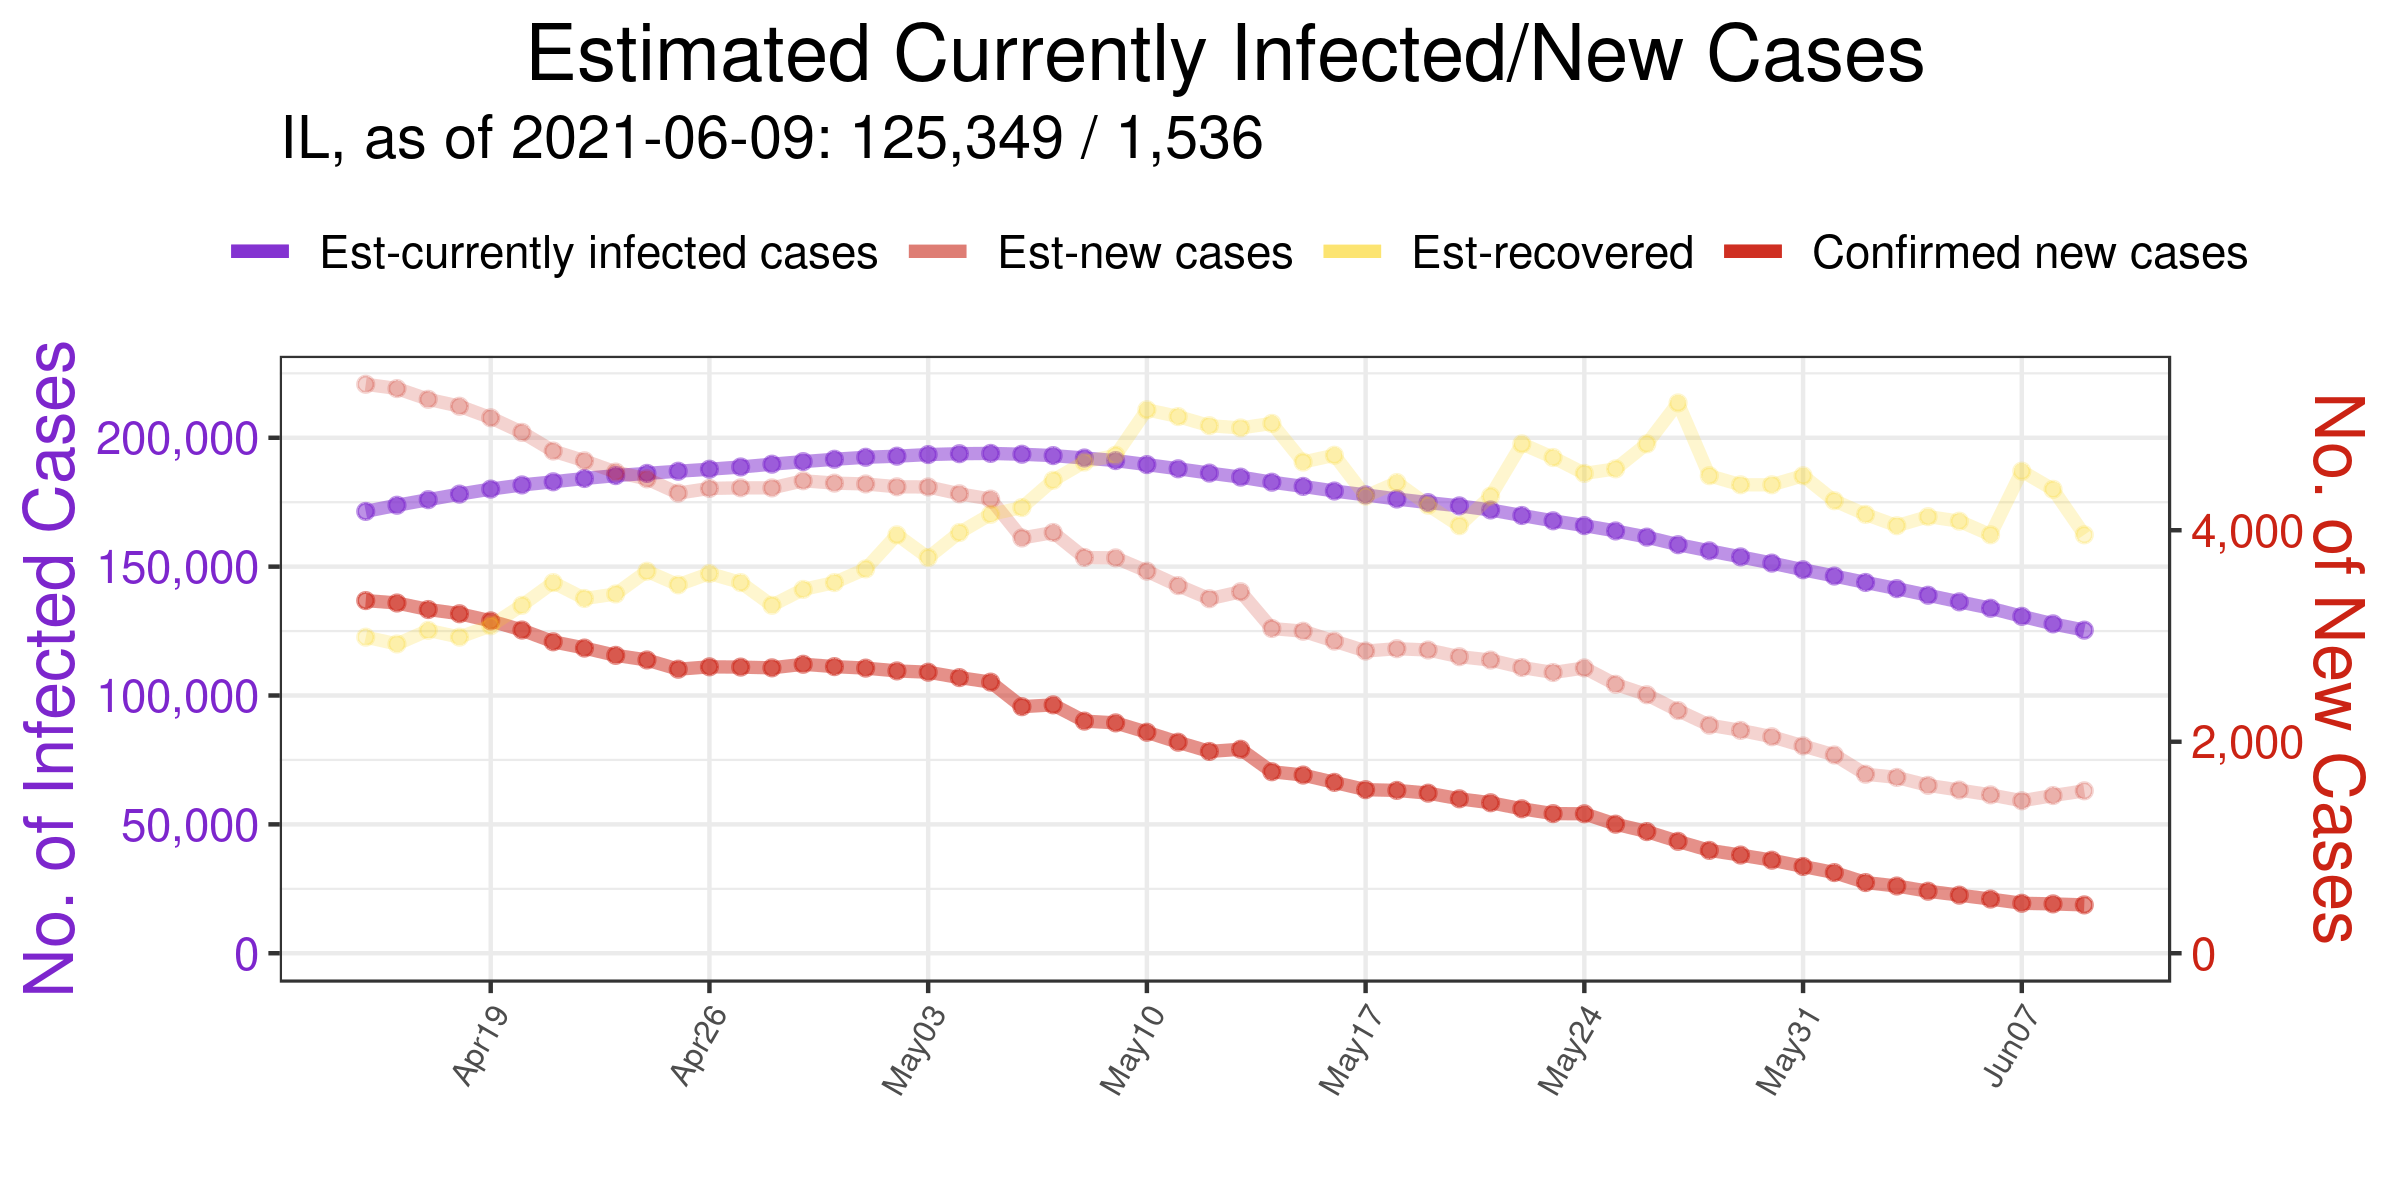 Estimated Currently Infected/New Cases
IL, as of 2021-06-09: 125,349 / 1,536
Est-currently infected cases Est-new cases Est-recovered Confirmed new cases
No. of Infected Cases
200,000
150,000
100,000
50,000
0
4,000
2,000
0
No. of New Cases
Apr19 Apr26 May03 May10 May17 May24 May31 Jun07